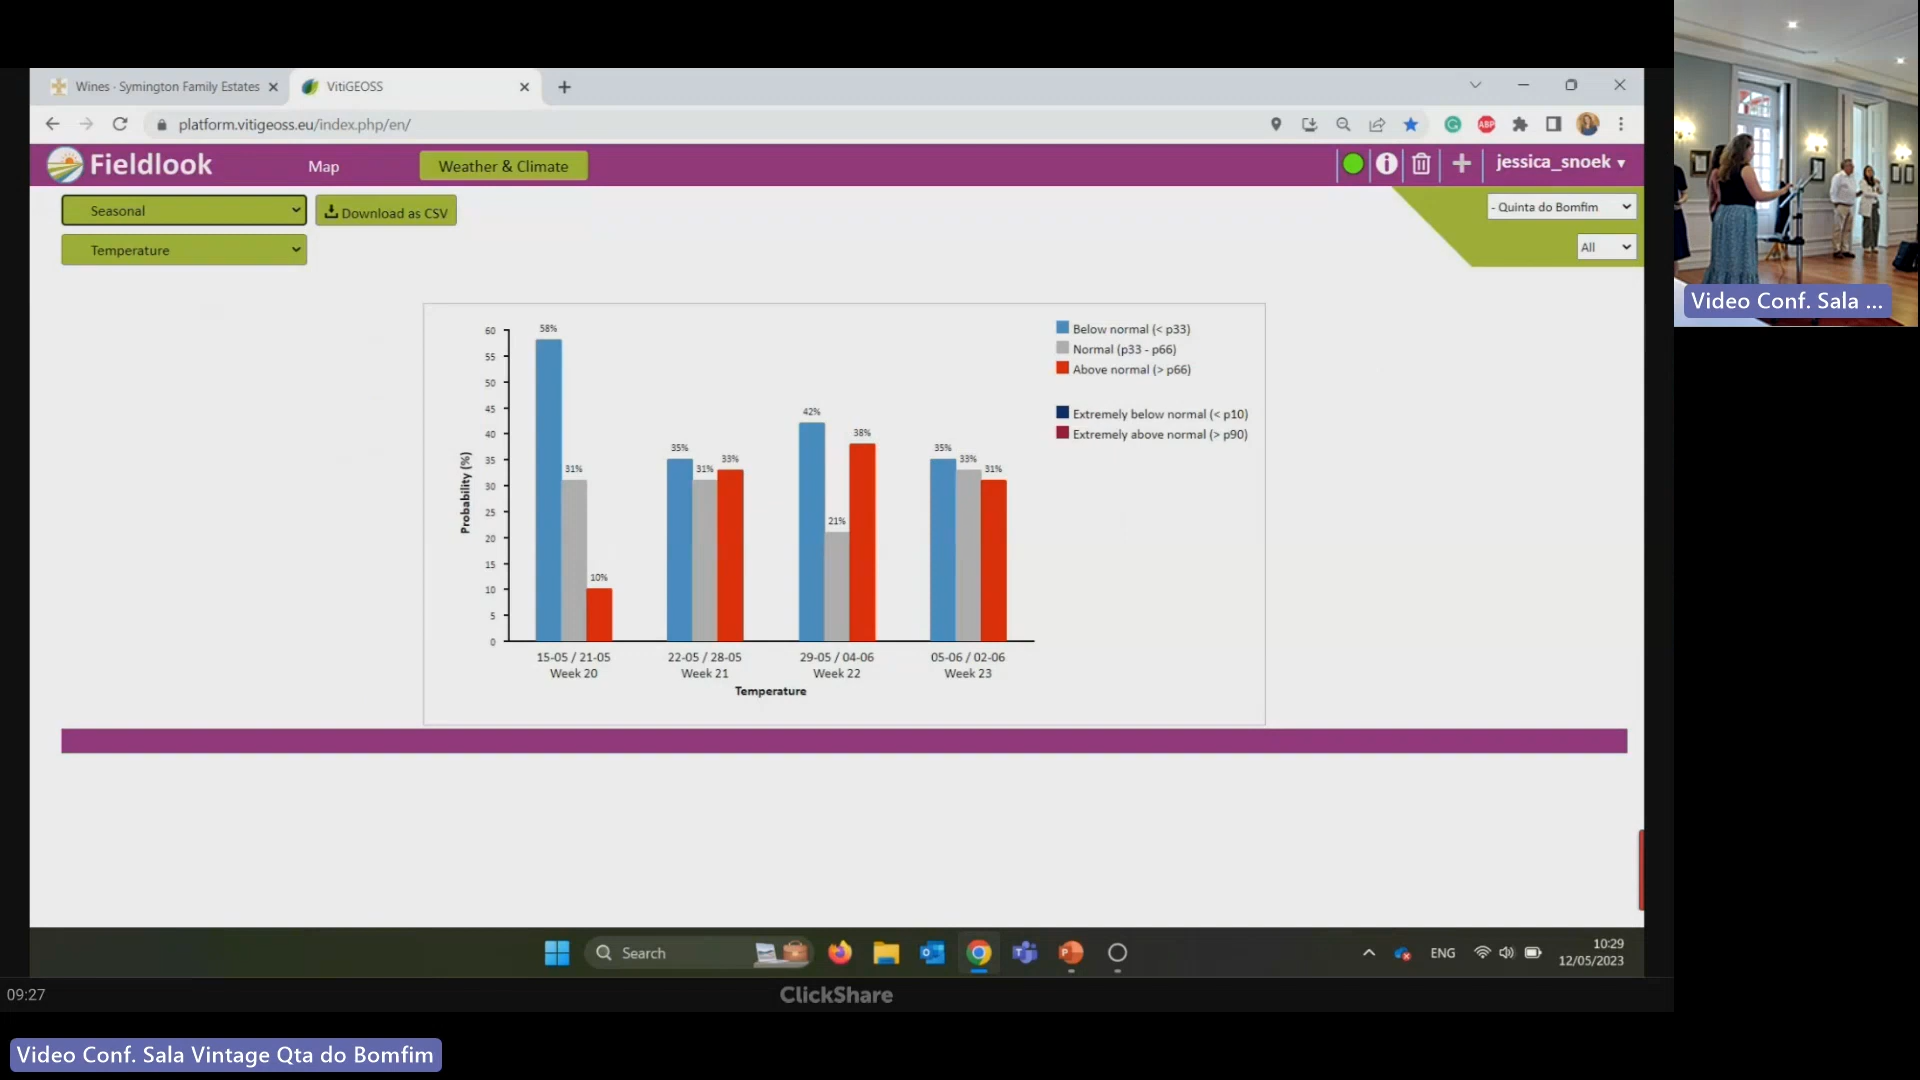 Wines - Symington Family Estates
VitiGEOSS
platform.vitigeoss.eu/index.php/en/
ABP
Fieldlook
Map
Weather & Climate
jessica_snoek
Seasonal
Download as CSV
- Quinta do Bomfim
Temperature
All
60
55
50
45
40
35
30
25
20
15
10
5
0
Probability (%)
58%
31%
10%
35%
31%
33%
42%
21%
38%
35%
33%
31%
15-05 / 21-05
Week 20
22-05 / 28-05
Week 21
29-05 / 04-06
Week 22
05-06 / 02-06
Week 23
Temperature
Below normal (< p33)
Normal (p33 - p66)
Above normal (> p66)
Extremely below normal (< p10)
Extremely above normal (> p90)
Search
ENG
10:29
12/05/2023
09:27
ClickShare
Video Conf. Sala ...
Video Conf. Sala Vintage Qta do Bomfim